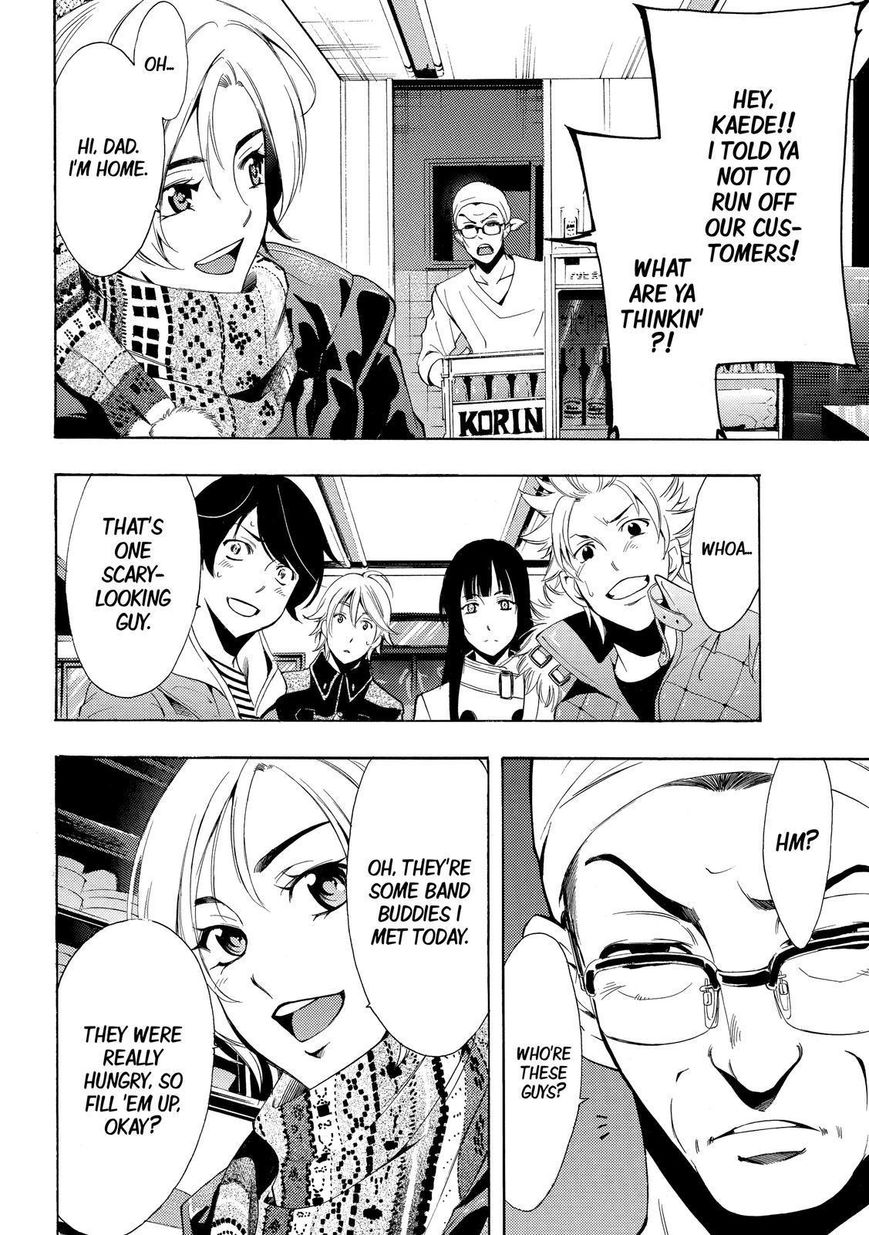 HEY,
KAEDE!!
I TOLD YA
NOT TO
RUN OFF
OUR CUS-
TOMERS!
WHAT
ARE YA
THINKIN'
?!
OH...
HI, DAD.
I'M HOME.
KORIN
WHOA...
THAT'S
ONE
SCARY-
LOOKING
GUY.
HM?
WHO'RE
THESE
GUYS?
OH, THEY'RE
SOME BAND
BUDDIES I
MET TODAY.
THEY WERE
REALLY
HUNGRY, SO
FILL 'EM UP,
OKAY?